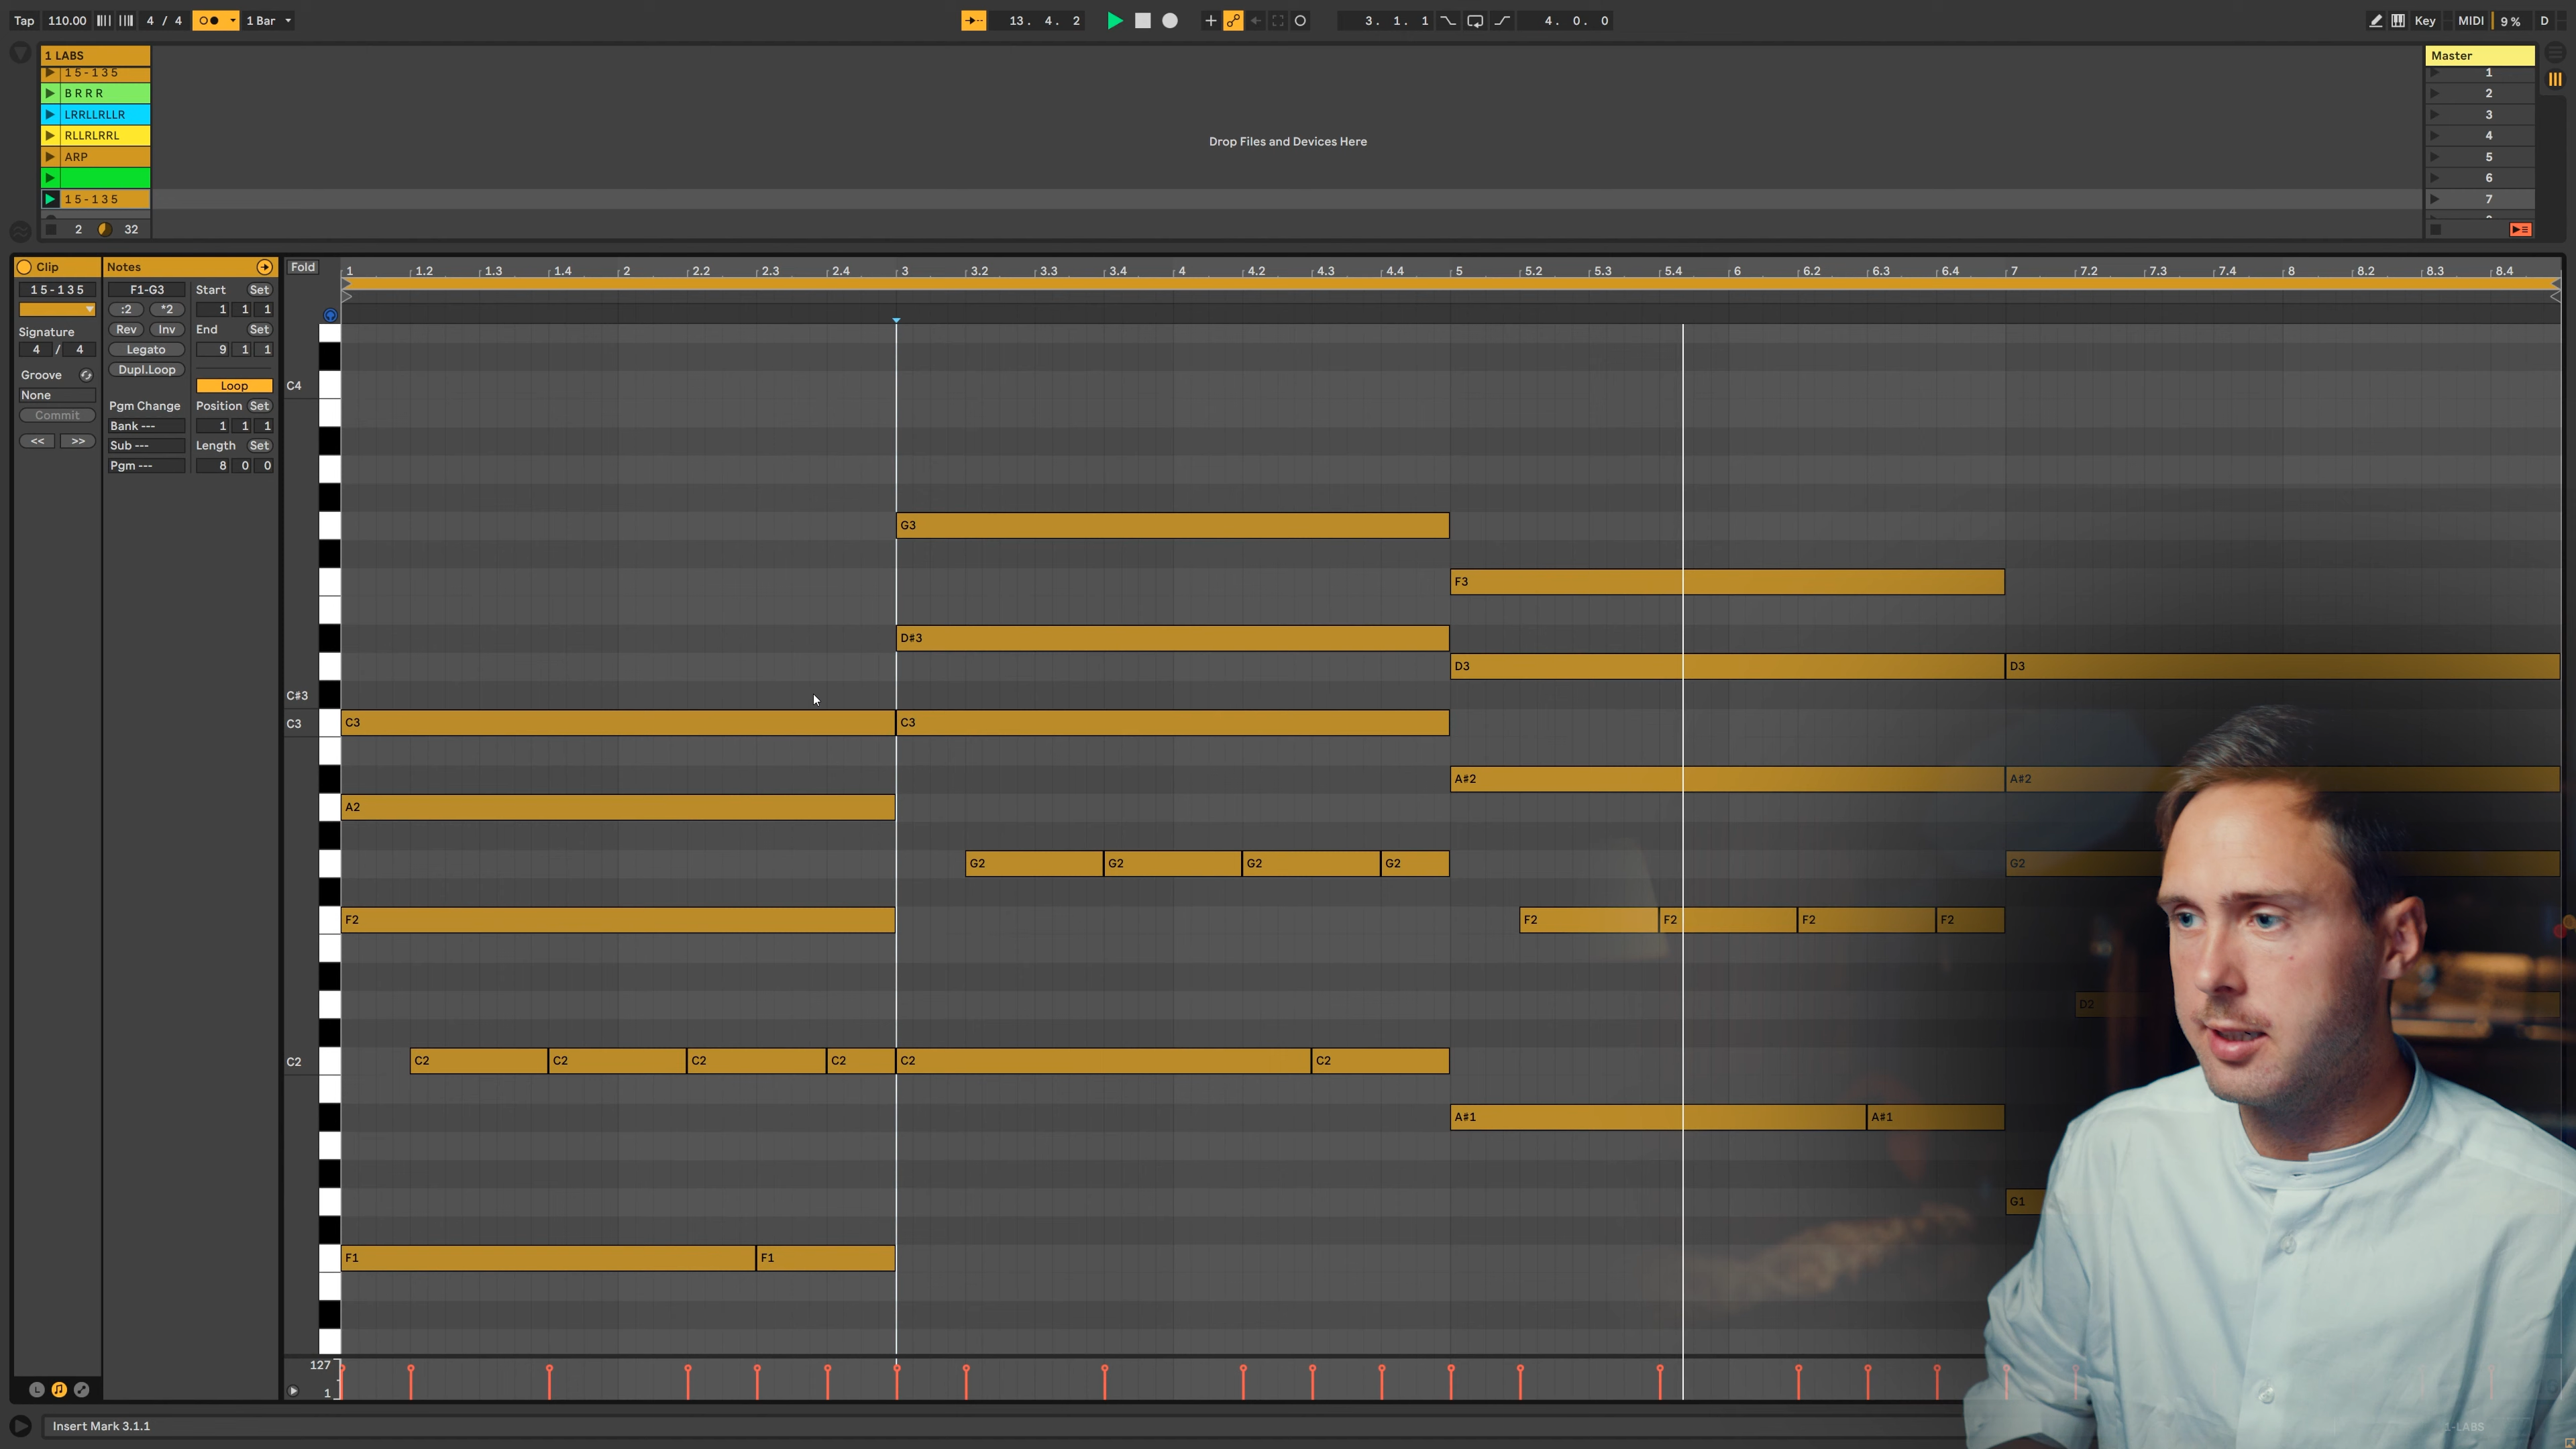 Tap 110.00 4 / 4 1 Bar 13. 4. 2 3. 1. 1 4. 0. 0 Key MIDI 9 % D
1 LABS Master
1 5 - 1 3 5 1
B R R R 2
LRRLLRLLR 3
RLLRLRRL 4
Drop Files and Devices Here
ARP 5
6
1 5 - 1 3 5 7
2 32
Clip Notes Fold
1 1.2 1.3 1.4 2 2.2 2.3 2.4 3 3.2 3.3 3.4 4 4.2 4.3 4.4 5 5.2 5.3 5.4 6 6.2 6.3 6.4 7 7.2 7.3 7.4 8 8.2 8.3 8.4
1 5 - 1 3 5 F1-G3 Start Set
:2 *2 1 1 1
Signature Rev Inv End Set
4 / 4 Legato 9 1 1
Groove Dupl.Loop
None Loop
Commit Pgm Change Position Set
Bank --- 1 1 1
<< >> Sub --- Length Set
Pgm --- 8 0 0
C4
G3
F3
D#3
D3 D3
C#3
C3 C3 C3
A#2 A#2
A2
G2 G2 G2 G2 G2
F2 F2 F2 F2 F2
D2
C2 C2 C2 C2 C2 C2 C2
A#1 A#1
G1
F1 F1
127
1
Insert Mark 3.1.1
1-LABS